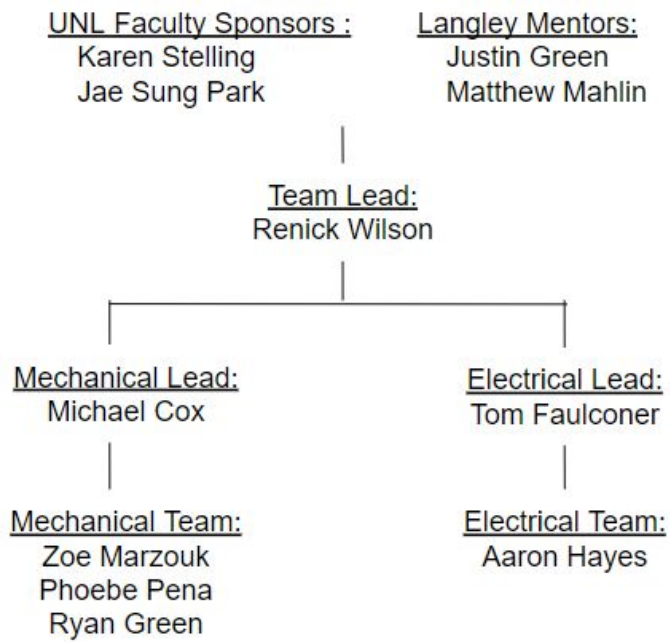 UNL Faculty Sponsors :
Karen Stelling
Jae Sung Park
Langley Mentors:
Justin Green
Matthew Mahlin
Team Lead:
Renick Wilson
Mechanical Lead:
Michael Cox
Electrical Lead:
Tom Faulconer
Mechanical Team:
Zoe Marzouk
Phoebe Pena
Ryan Green
Electrical Team:
Aaron Hayes